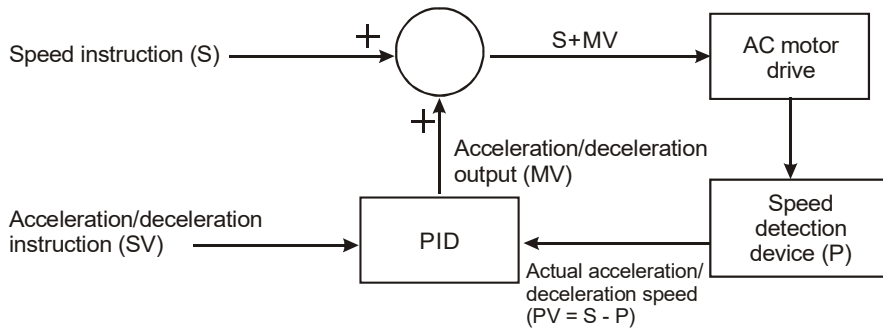 Speed instruction (S)
+
S+MV
AC motor
drive
+
Acceleration/deceleration
output (MV)
Acceleration/deceleration
instruction (SV)
PID
Speed
detection
device (P)
Actual acceleration/
deceleration speed
(PV = S - P)